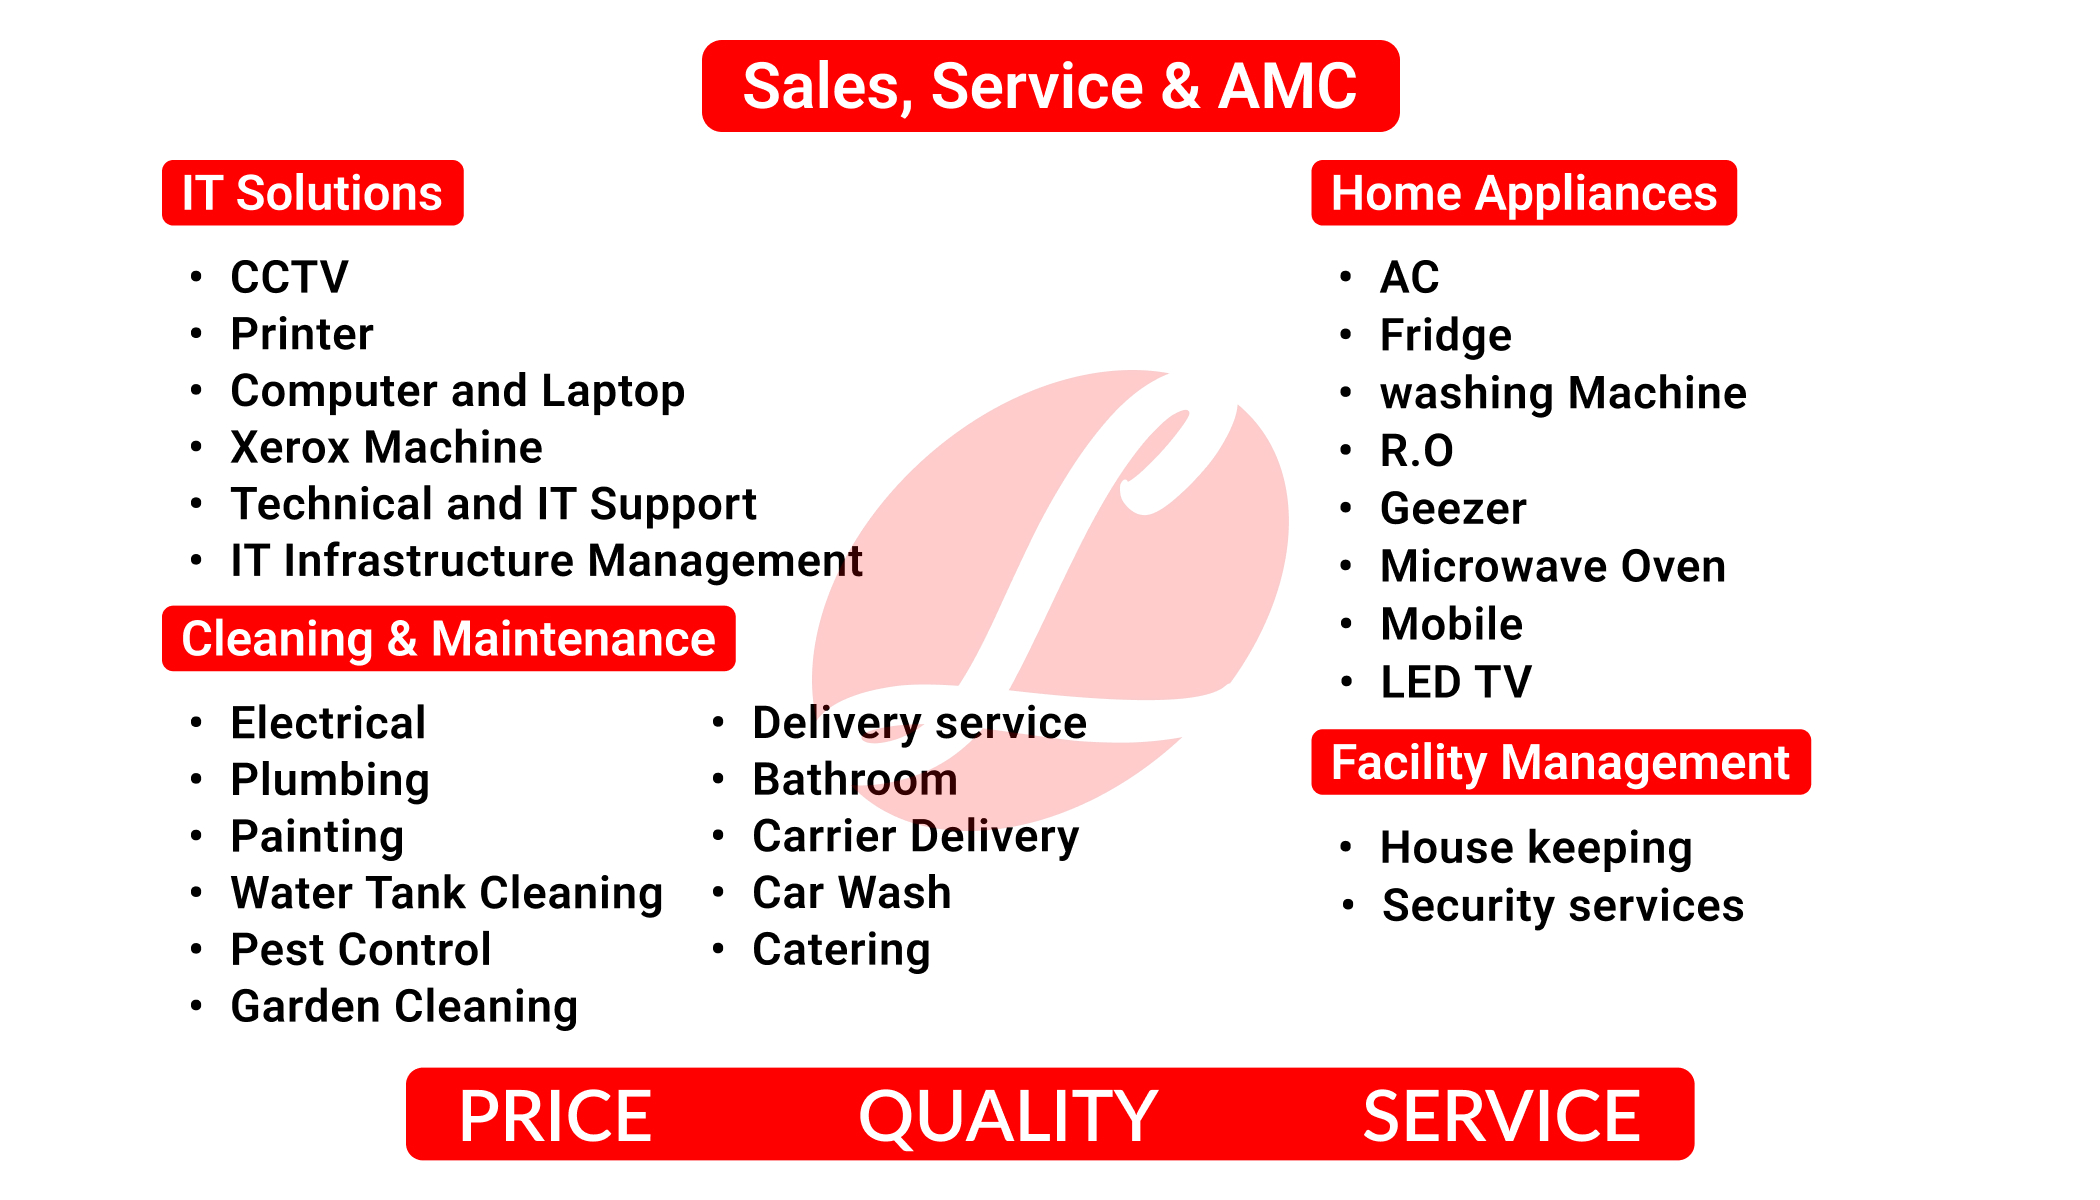 Sales, Service & AMC
IT Solutions
• CCTV
• Printer
• Computer and Laptop
• Xerox Machine
• Technical and IT Support
• IT Infrastructure Management
Cleaning & Maintenance
• Electrical
• Plumbing
• Painting
• Water Tank Cleaning
• Pest Control
• Garden Cleaning
• Delivery service
• Bathroom
• Carrier Delivery
• Car Wash
• Catering
Home Appliances
• AC
• Fridge
• washing Machine
• R.O
• Geezer
• Microwave Oven
• Mobile
• LED TV
Facility Management
• House keeping
• Security services
L
PRICE QUALITY SERVICE